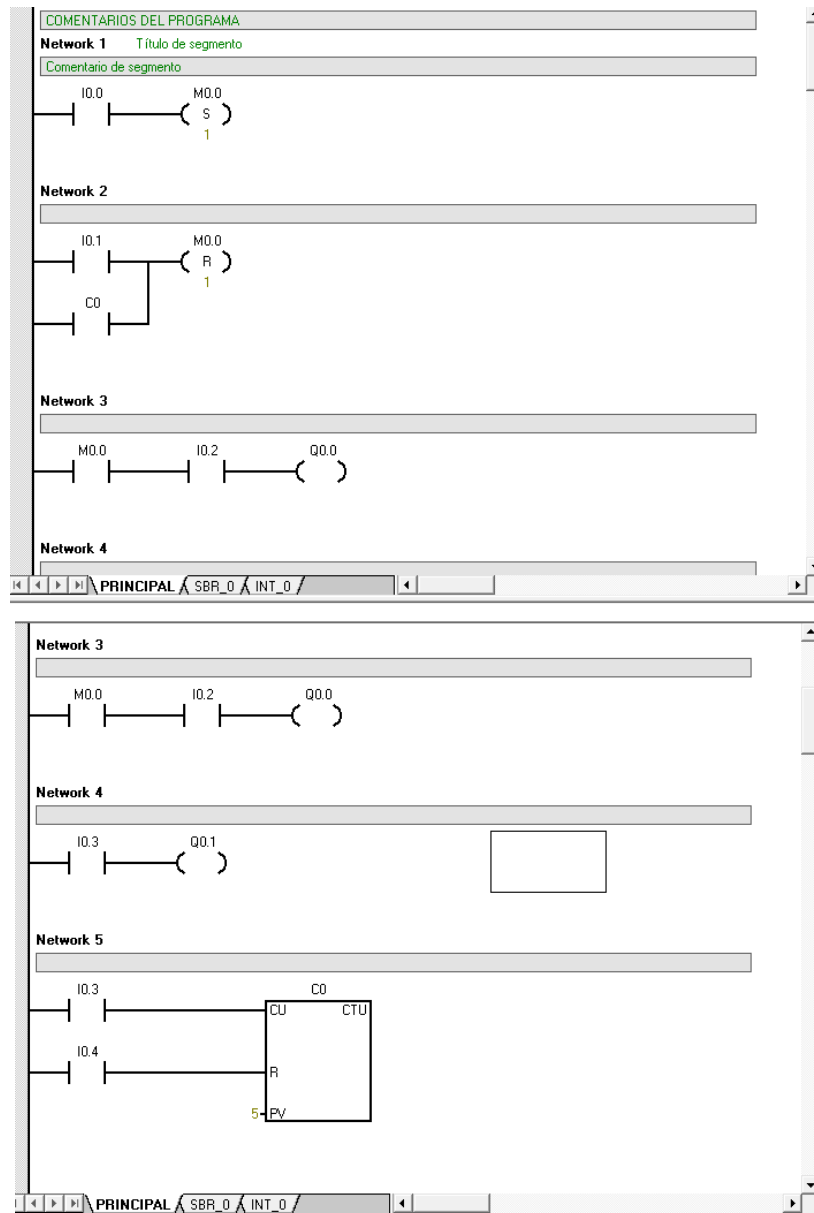 COMENTARIOS DEL PROGRAMA
Network 1 Título de segmento
Comentario de segmento
I0.0 M0.0
S
1
Network 2
I0.1 M0.0
R
1
C0
Network 3
M0.0 I0.2 Q0.0
Network 4
PRINCIPAL SBR_0 INT_0
Network 3
M0.0 I0.2 Q0.0
Network 4
I0.3 Q0.1
Network 5
I0.3 C0
CU CTU
I0.4
R
5 PV
PRINCIPAL SBR_0 INT_0